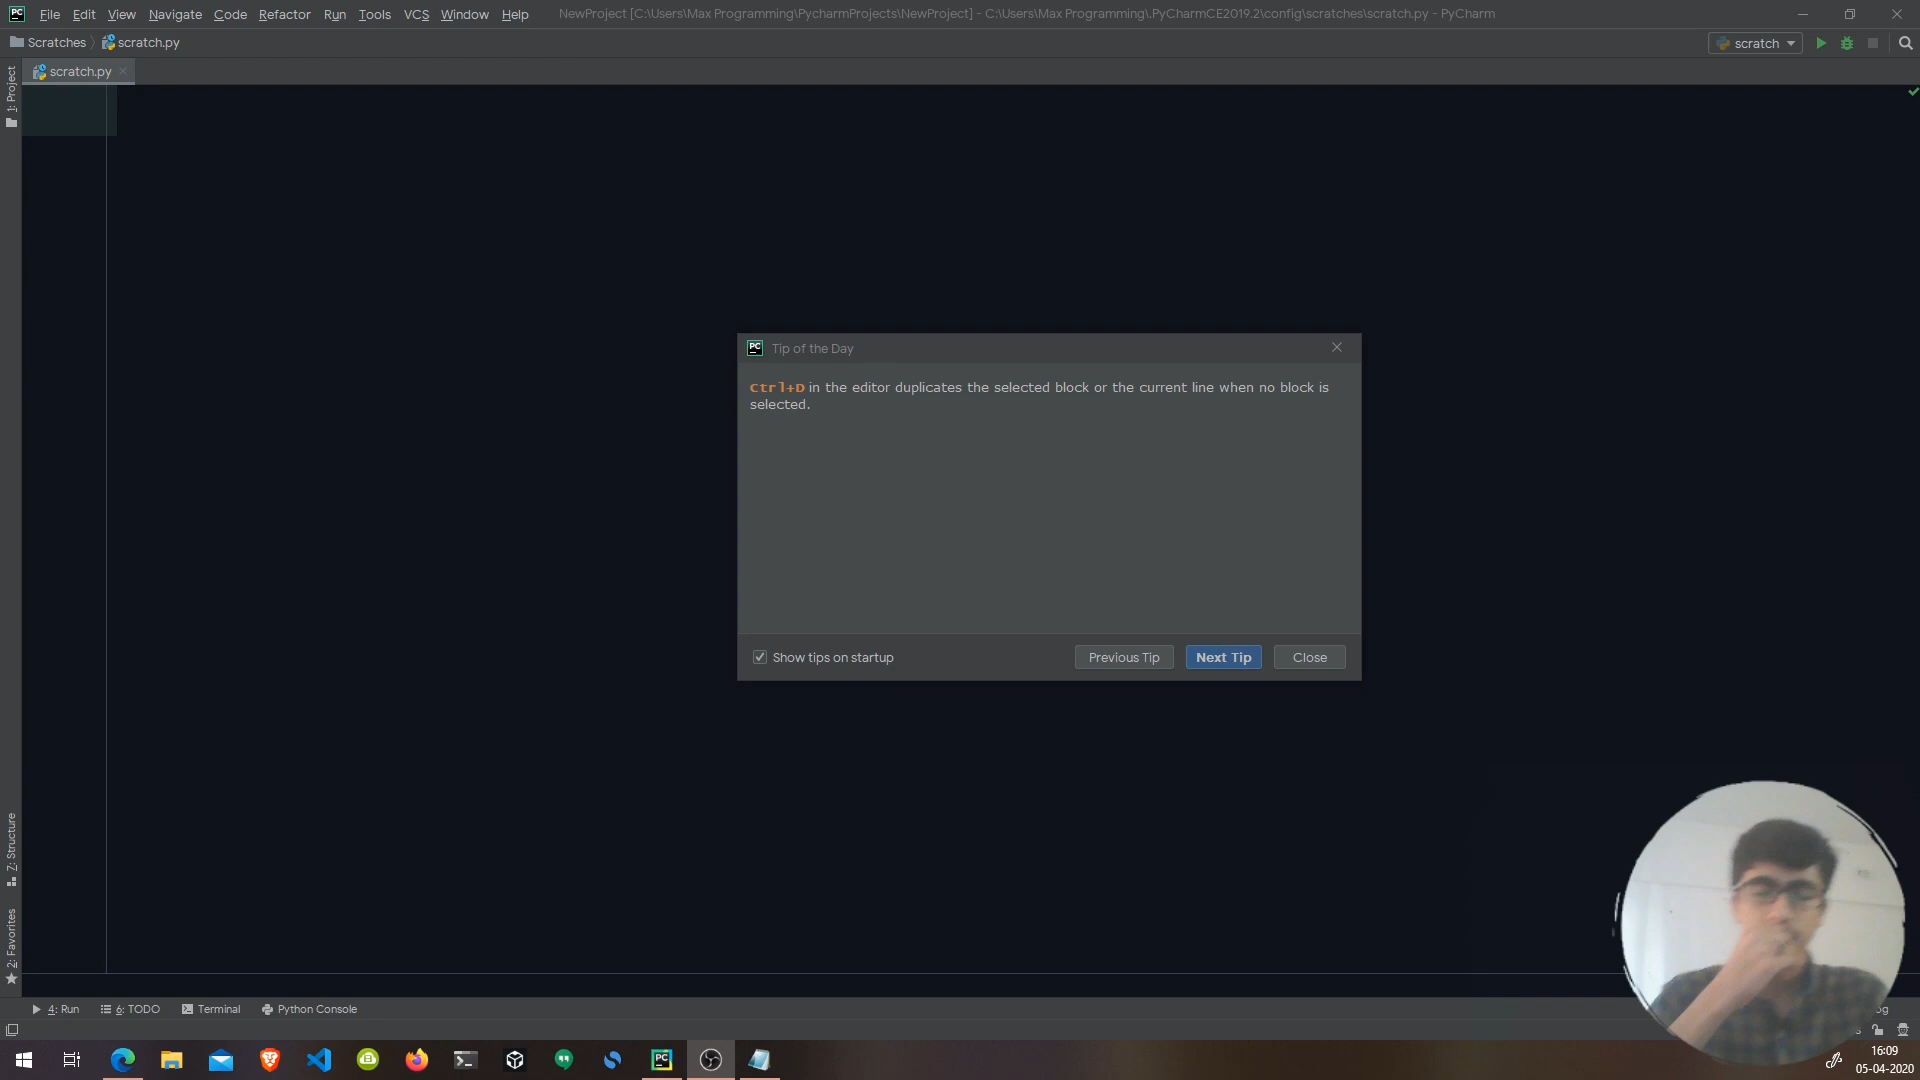 File Edit View Navigate Code Refactor Run Tools VCS Window Help NewProject [C:\Users\Max Programming\PycharmProjects\NewProject] - C:\Users\Max Programming\.PyCharmCE2019.2\config\scratches\scratch.py - PyCharm
Scratches scratch.py
scratch
scratch.py
1: Project
Tip of the Day
Ctrl+D in the editor duplicates the selected block or the current line when no block is
selected.
Show tips on startup
Previous Tip
Next Tip
Close
Z: Structure
2: Favorites
4: Run 6: TODO Terminal Python Console
16:09
05-04-2020